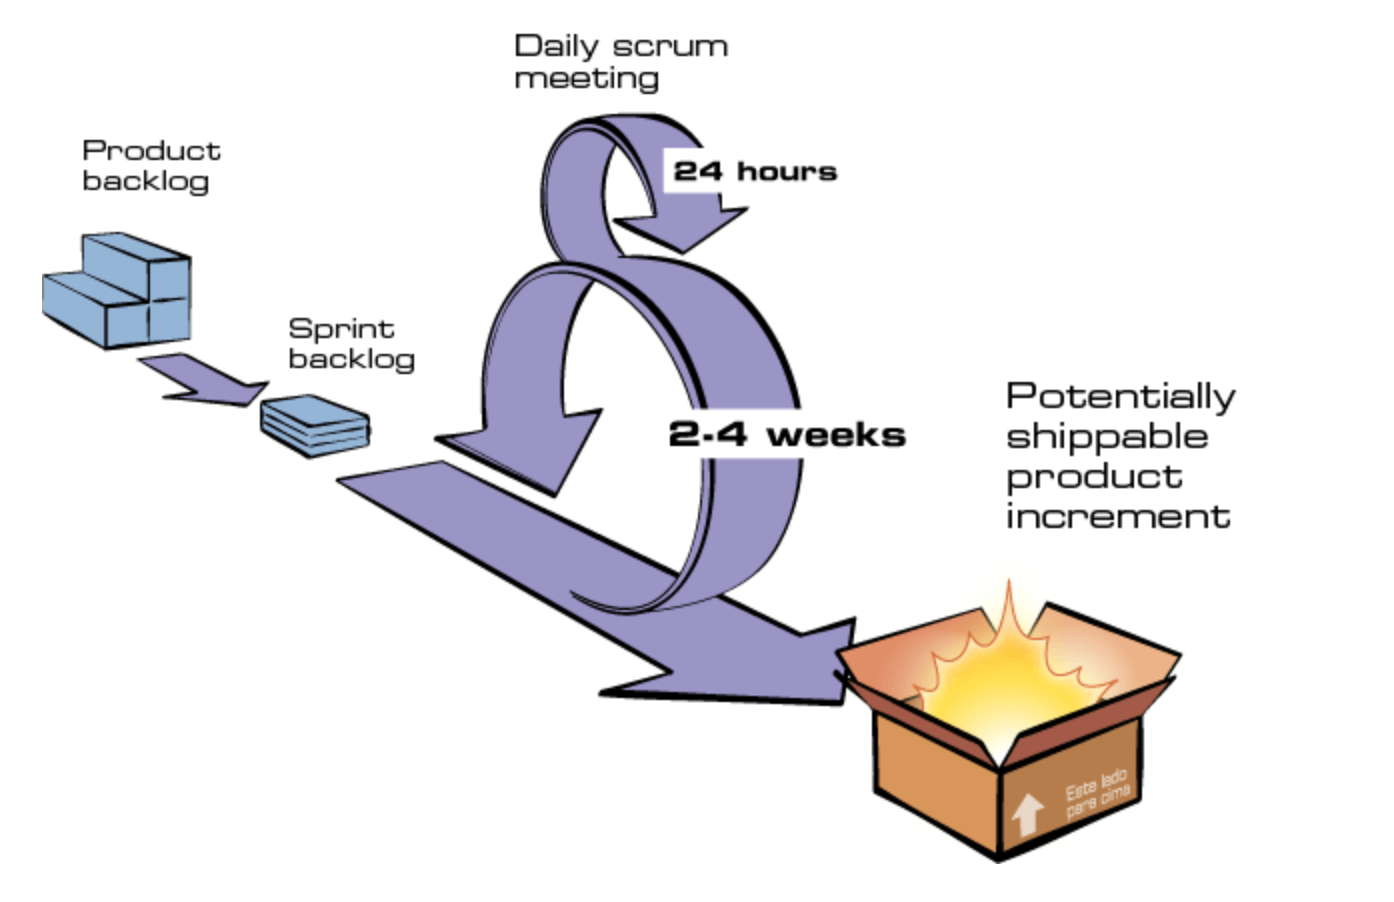 Daily scrum
meeting
24 hours
Product
backlog
Sprint
backlog
2-4 weeks
Potentially
shippable
product
increment
Este lado
para cima